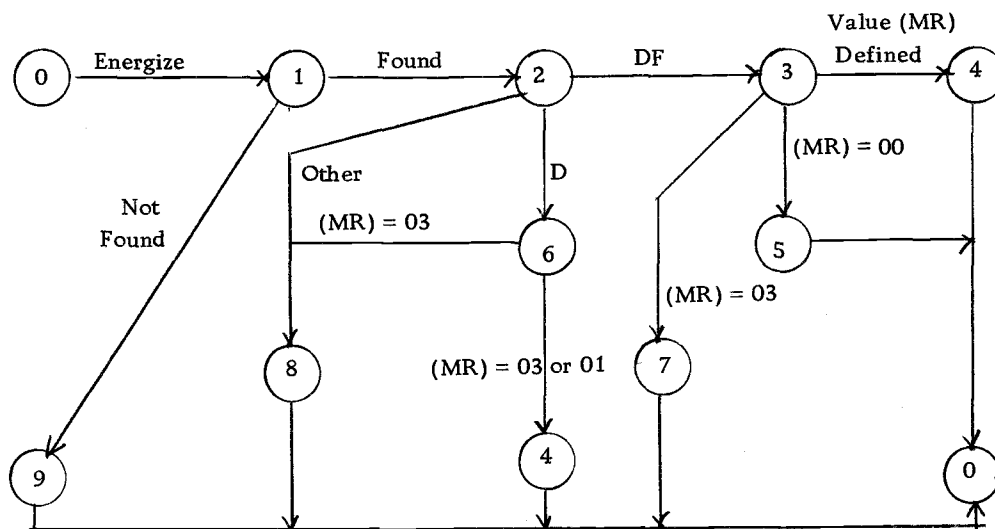 Value (MR)
Energize Found DF Defined
0 1 2 3 4
(MR) = 00
Other D
Not (MR) = 03
Found 6 5
(MR) = 03
8 (MR) = 03 or 01 7
9 4 0